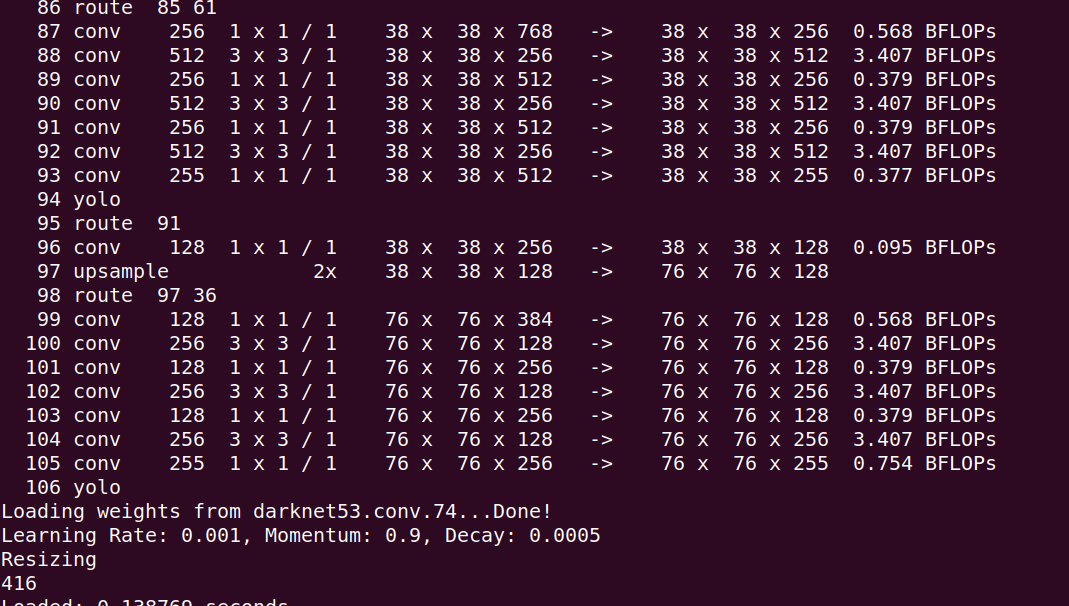 86 route  85 61
87 conv    256  1 x 1 / 1    38 x  38 x 768   ->    38 x  38 x 256  0.568 BFLOPs
88 conv    512  3 x 3 / 1    38 x  38 x 256   ->    38 x  38 x 512  3.407 BFLOPs
89 conv    256  1 x 1 / 1    38 x  38 x 512   ->    38 x  38 x 256  0.379 BFLOPs
90 conv    512  3 x 3 / 1    38 x  38 x 256   ->    38 x  38 x 512  3.407 BFLOPs
91 conv    256  1 x 1 / 1    38 x  38 x 512   ->    38 x  38 x 256  0.379 BFLOPs
92 conv    512  3 x 3 / 1    38 x  38 x 256   ->    38 x  38 x 512  3.407 BFLOPs
93 conv    255  1 x 1 / 1    38 x  38 x 512   ->    38 x  38 x 255  0.377 BFLOPs
94 yolo
95 route  91
96 conv    128  1 x 1 / 1    38 x  38 x 256   ->    38 x  38 x 128  0.095 BFLOPs
97 upsample            2x    38 x  38 x 128   ->    76 x  76 x 128
98 route  97 36
99 conv    128  1 x 1 / 1    76 x  76 x 384   ->    76 x  76 x 128  0.568 BFLOPs
100 conv    256  3 x 3 / 1    76 x  76 x 128   ->    76 x  76 x 256  3.407 BFLOPs
101 conv    128  1 x 1 / 1    76 x  76 x 256   ->    76 x  76 x 128  0.379 BFLOPs
102 conv    256  3 x 3 / 1    76 x  76 x 128   ->    76 x  76 x 256  3.407 BFLOPs
103 conv    128  1 x 1 / 1    76 x  76 x 256   ->    76 x  76 x 128  0.379 BFLOPs
104 conv    256  3 x 3 / 1    76 x  76 x 128   ->    76 x  76 x 256  3.407 BFLOPs
105 conv    255  1 x 1 / 1    76 x  76 x 256   ->    76 x  76 x 255  0.754 BFLOPs
106 yolo
Loading weights from darknet53.conv.74...Done!
Learning Rate: 0.001, Momentum: 0.9, Decay: 0.0005
Resizing
416
Loaded: 0.138769 seconds